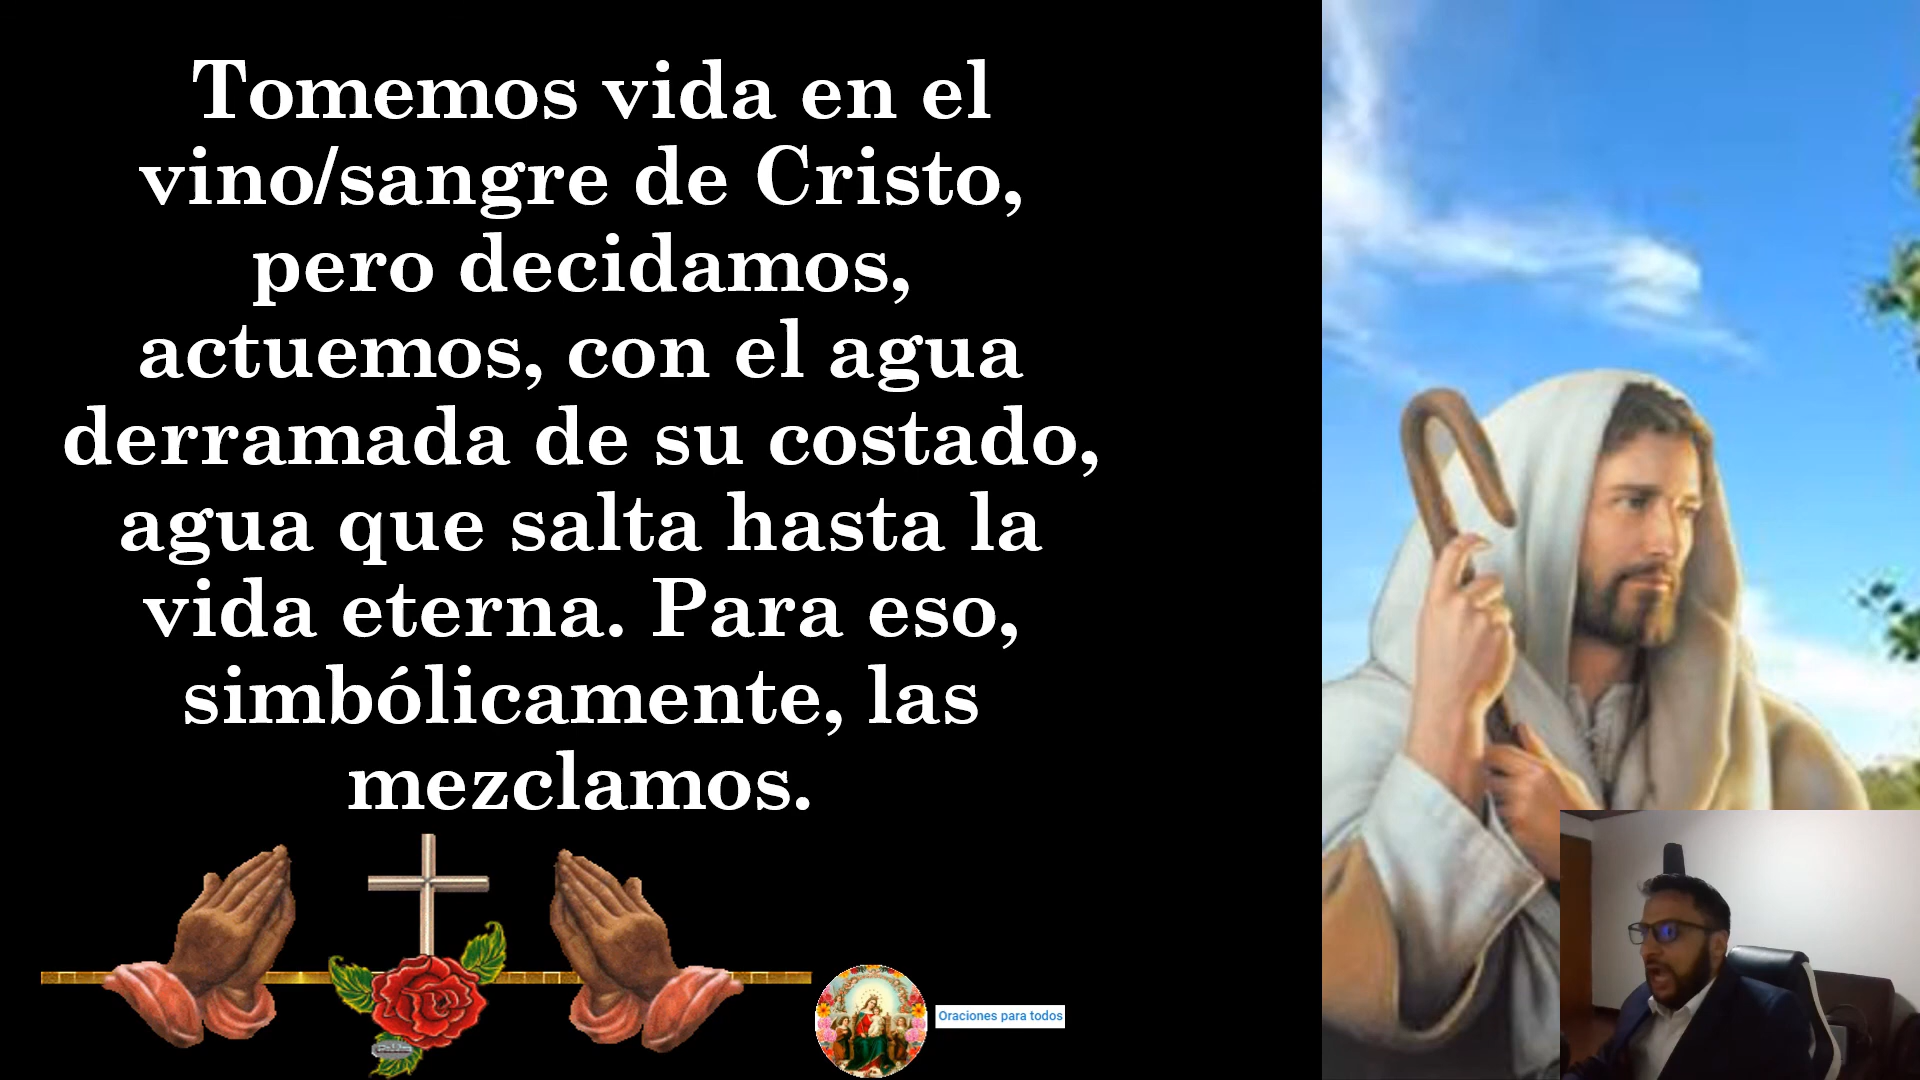 Tomemos vida en el
vino/sangre de Cristo,
pero decidamos,
actuemos, con el agua
derramada de su costado,
agua que salta hasta la
vida eterna. Para eso,
simbólicamente, las
mezclamos.
Oraciones para todos